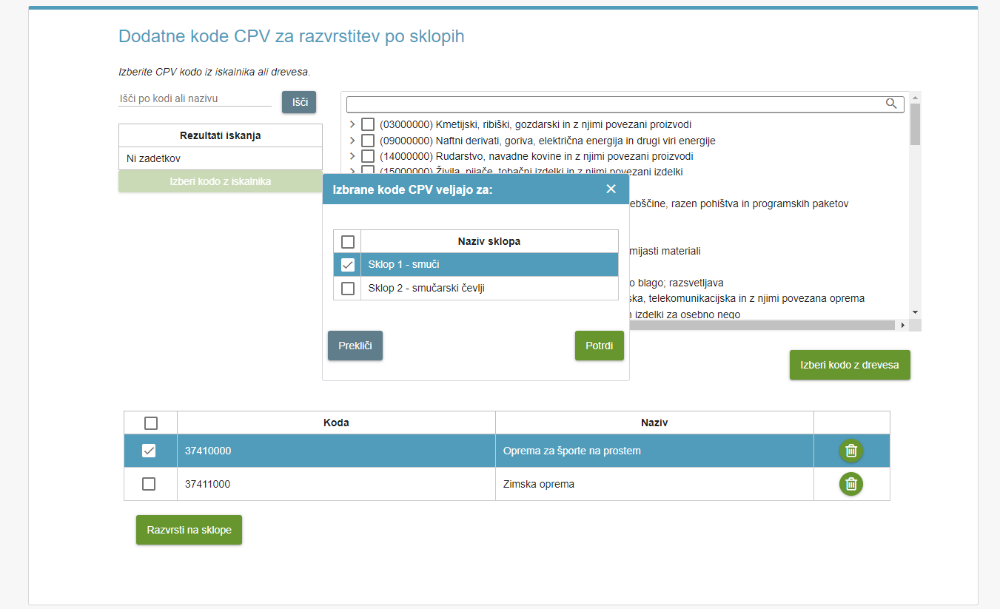 Dodatne kode CPV za razvrstitev po sklopih
Izberite CPV kodo iz iskalnika ali drevesa.
Išči po kodi ali nazivu
Išči
Rezultati iskanja
Ni zadetkov
Izberi kodo z iskalnika
(03000000) Kmetijski, ribiški, gozdarski in z njimi povezani proizvodi
(09000000) Naftni derivati, goriva, električna energija in drugi viri energije
(14000000) Rudarstvo, navadne kovine in z njimi povezani proizvodi
(15000000) Živila, pijače, tobačni izdelki in z njimi povezani izdelki
ebščine, razen pohištva in programskih paketov
mijasti materiali
o blago; razsvetljava
ska, telekomunikacijska in z njimi povezana oprema
izdelki za osebno nego
Izbrane kode CPV veljajo za:
Naziv sklopa
Sklop 1 - smuči
Sklop 2 - smučarski čevlji
Prekliči
Potrdi
Izberi kodo z drevesa
Koda Naziv
37410000 Oprema za športe na prostem
37411000 Zimska oprema
Razvrsti na sklope